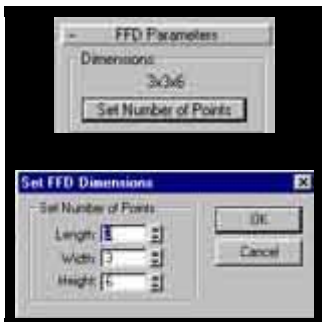 - FFD Parameters
Dimensions:
3x3x6
Set Number of Points
Set FFD Dimensions
Set Number of Points
OK
Length:
Width: 3
Cancel
Height: 6